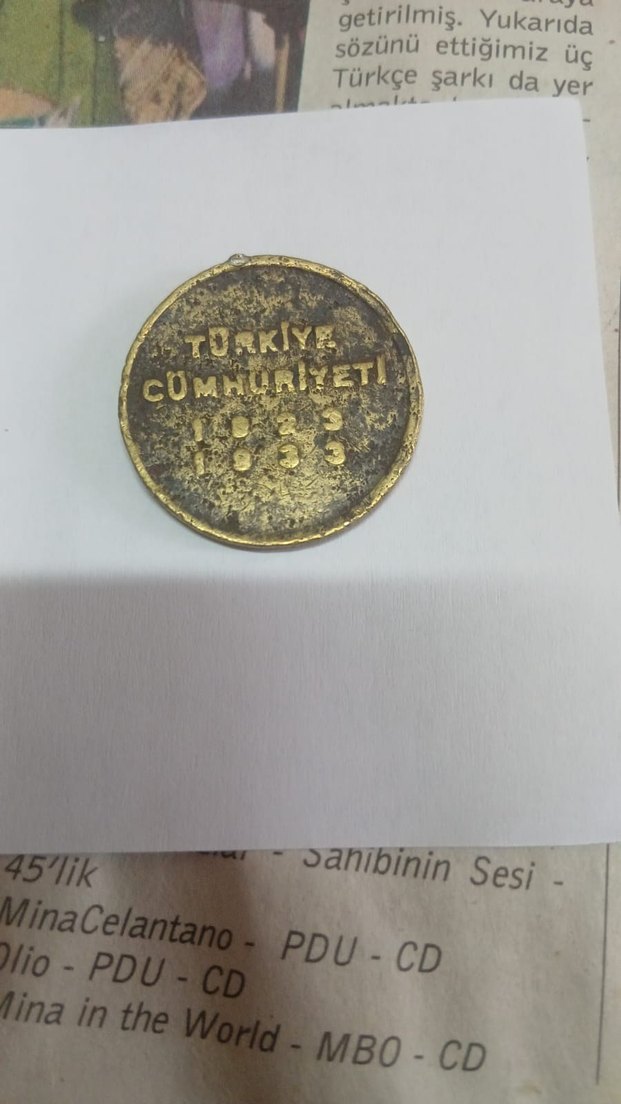 getirilmiş. Yukarıda
sözünü ettiğimiz üç
Türkçe şarkı da yer
TÜRKİYE
CÜMHURİYETİ
1923
1933
Sahibinin Sesi -
45'lik
MinaCelantano - PDU - CD
Olio - PDU - CD
Mina in the World - MBO - CD